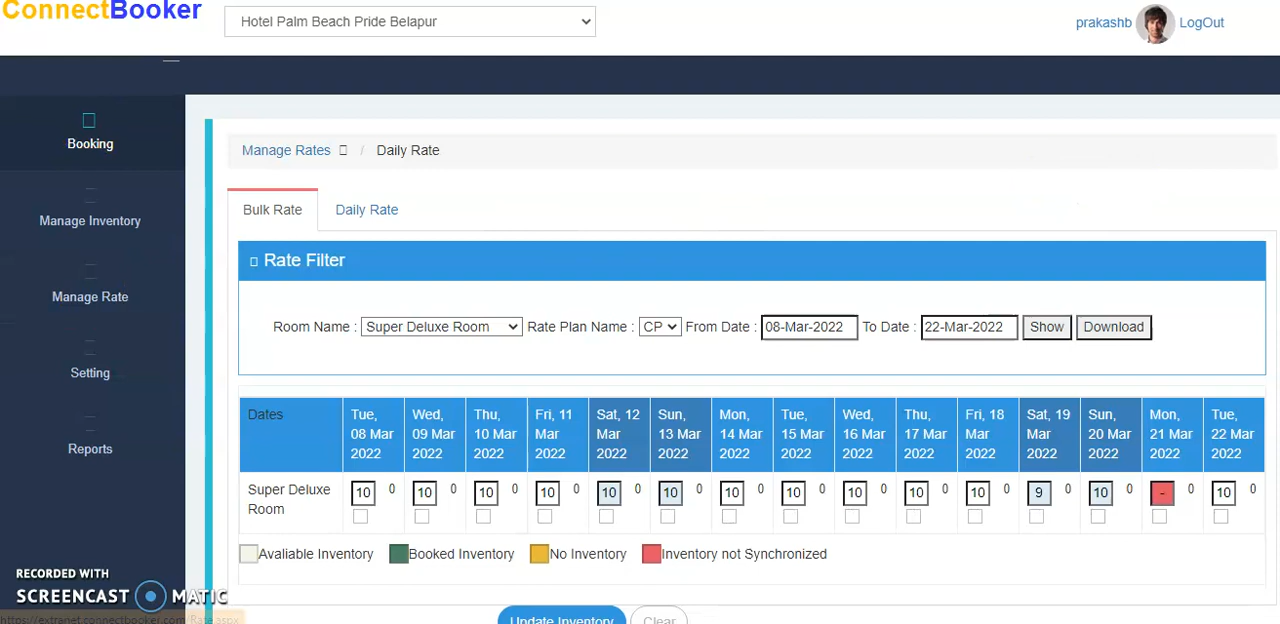 ConnectBooker
Hotel Palm Beach Pride Belapur
prakashb LogOut
Booking
Manage Inventory
Manage Rate
Setting
Reports
Manage Rates / Daily Rate
Bulk Rate Daily Rate
Rate Filter
Room Name : Super Deluxe Room Rate Plan Name : CP From Date : 08-Mar-2022 To Date : 22-Mar-2022 Show Download
Dates Tue, 08 Mar 2022 Wed, 09 Mar 2022 Thu, 10 Mar 2022 Fri, 11 Mar 2022 Sat, 12 Mar 2022 Sun, 13 Mar 2022 Mon, 14 Mar 2022 Tue, 15 Mar 2022 Wed, 16 Mar 2022 Thu, 17 Mar 2022 Fri, 18 Mar 2022 Sat, 19 Mar 2022 Sun, 20 Mar 2022 Mon, 21 Mar 2022 Tue, 22 Mar 2022
Super Deluxe Room 10 0 10 0 10 0 10 0 10 0 10 0 10 0 10 0 10 0 10 0 10 0 9 0 10 0 - 0 10 0
Avaliable Inventory Booked Inventory No Inventory Inventory not Synchronized
Update Inventory Clear
RECORDED WITH
SCREENCAST MATIC
https://extranet.connectbooker.com/Rate.aspx